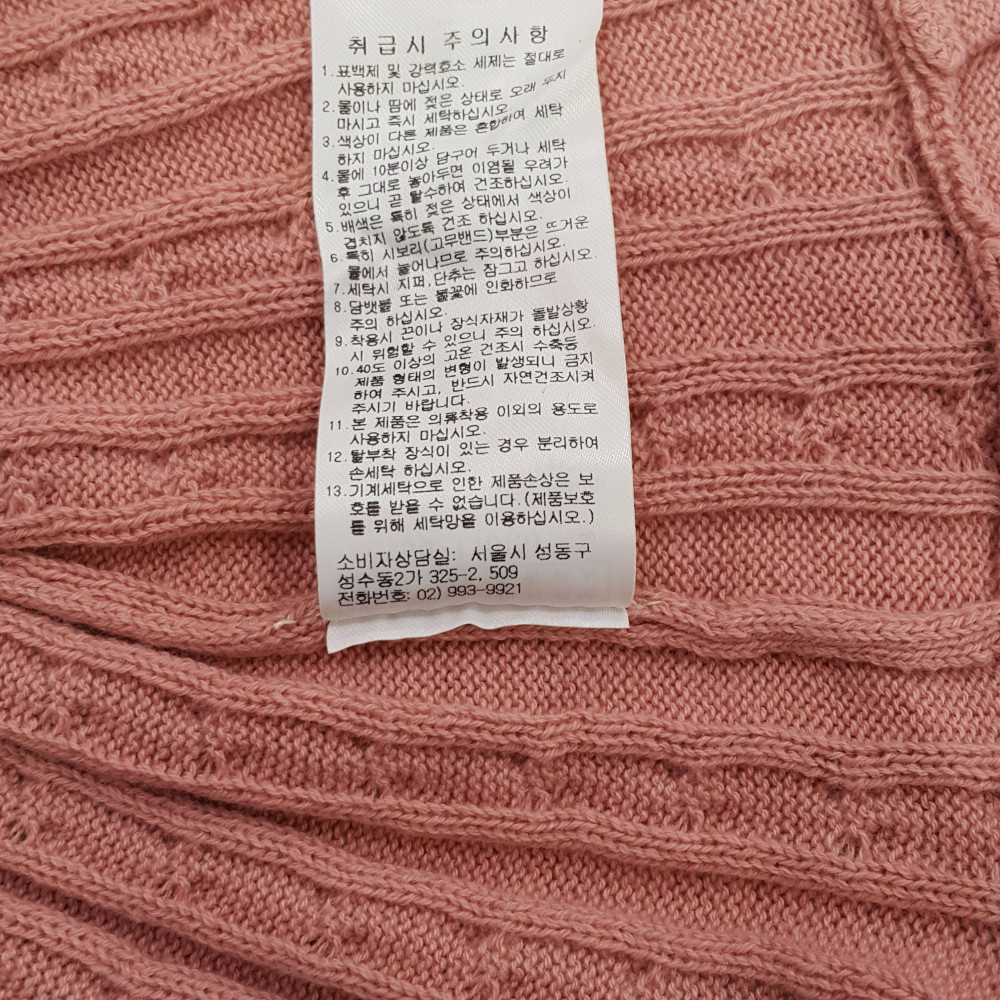 취급시 주의사항
1.표백제 및 강력효소 세제는 절대로
사용하지 마십시오.
2.물이나 땀에 젖은 상태로 오래 두지
마시고 즉시 세탁하십시오.
3.색상이 다른 제품은 혼합하여 세탁
하지 마십시오.
4.물에 10분이상 담구어 두거나 세탁
후 그대로 놓아두면 이염될 우려가
있으니 곧 탈수하여 건조하십시오.
5.배색은 특히 젖은 상태에서 색상이
겹치지 않도록 건조 하십시오.
6.특히 시보리(고무밴드)부분은 뜨거운
물에서 늘어나므로 주의하십시오.
7.세탁시 지퍼,단추는 잠그고 하십시오.
8.담뱃불 또는 불꽃에 인화하므로
주의 하십시오.
9.착용시 끈이나 장식자재가 돌발상황
시 위험할 수 있으니 주의 하십시오.
10.40도 이상의 고온 건조시 수축등
제품 형태의 변형이 발생되니 금지
하여 주시고, 반드시 자연건조시켜
주시기 바랍니다.
11.본 제품은 의류착용 이외의 용도로
사용하지 마십시오.
12.탈부착 장식이 있는 경우 분리하여
손세탁 하십시오.
13.기계세탁으로 인한 제품손상은 보
호를 받을 수 없습니다.(제품보호
를 위해 세탁망을 이용하십시오.)
소비자상담실: 서울시 성동구
성수동2가 325-2, 509
전화번호: 02) 993-9921